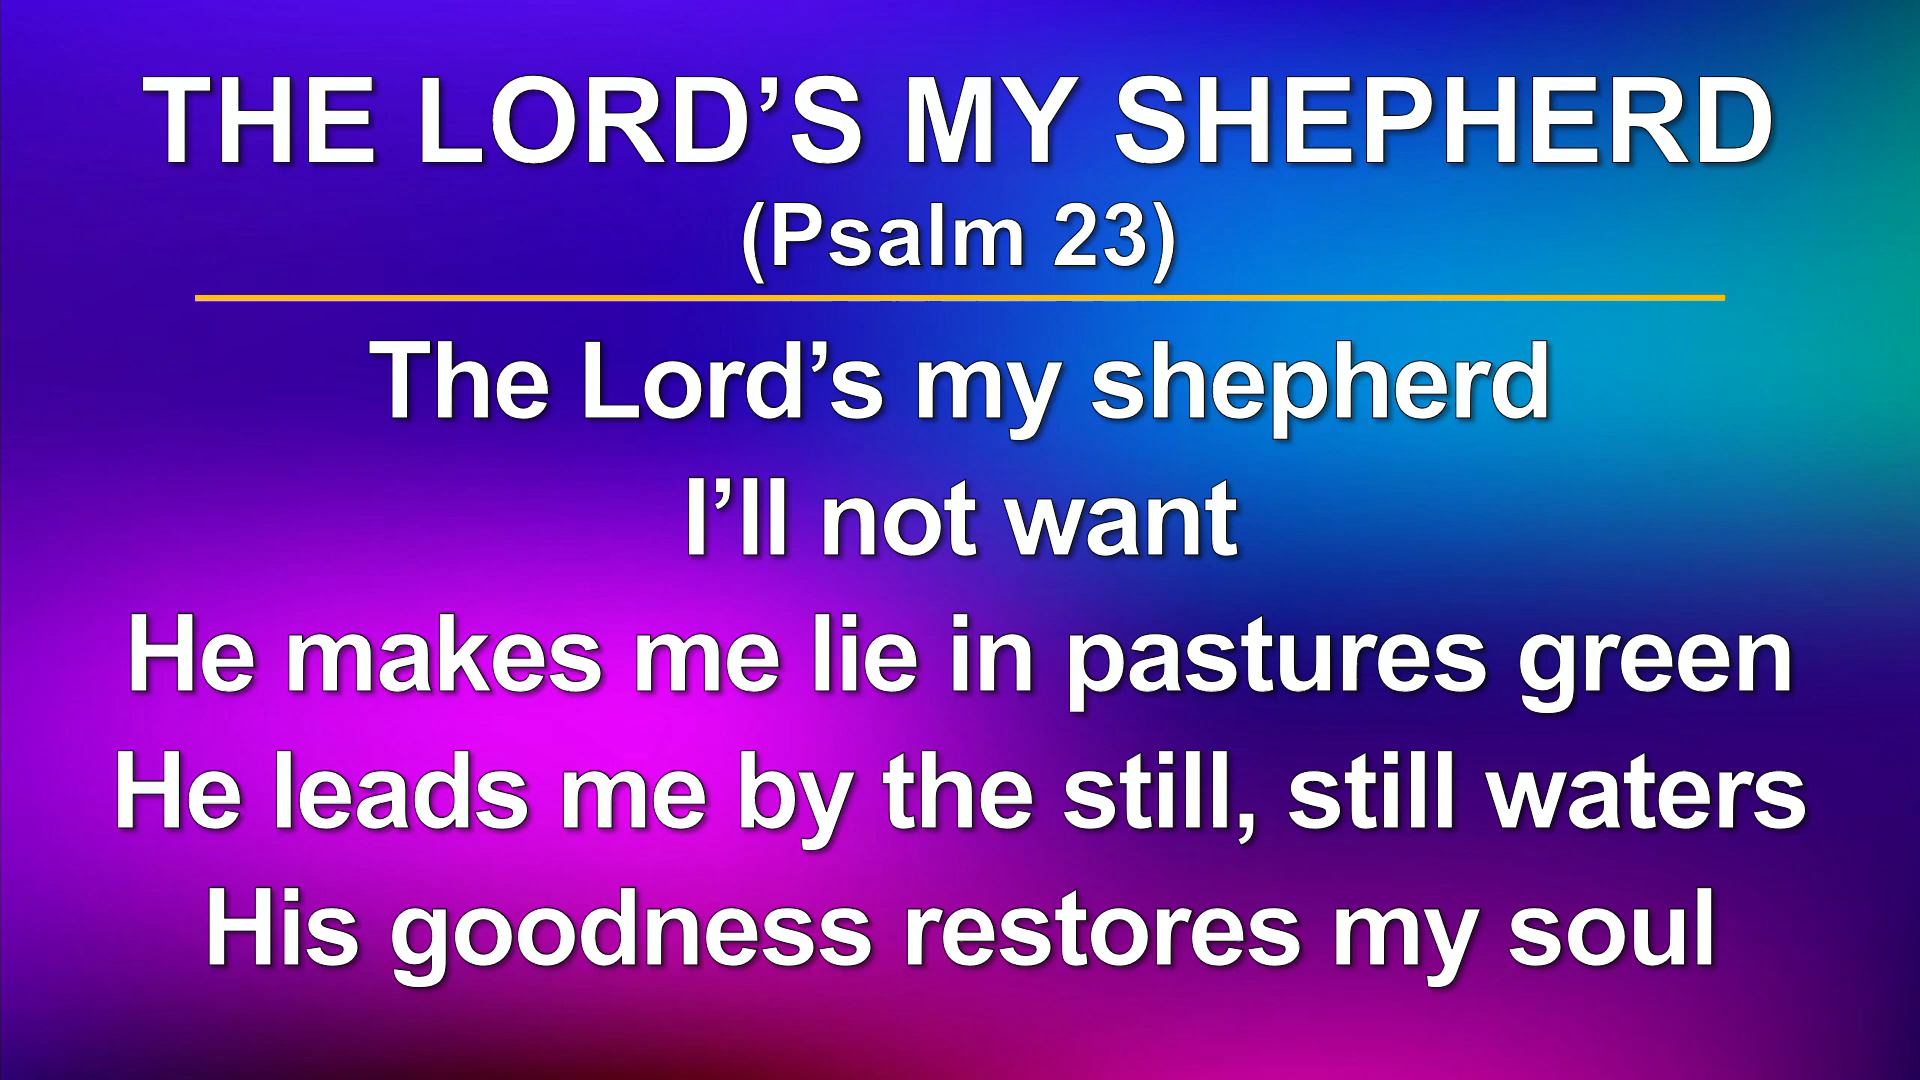 THE LORD’S MY SHEPHERD
(Psalm 23)
The Lord’s my shepherd
I’ll not want
He makes me lie in pastures green
He leads me by the still, still waters
His goodness restores my soul